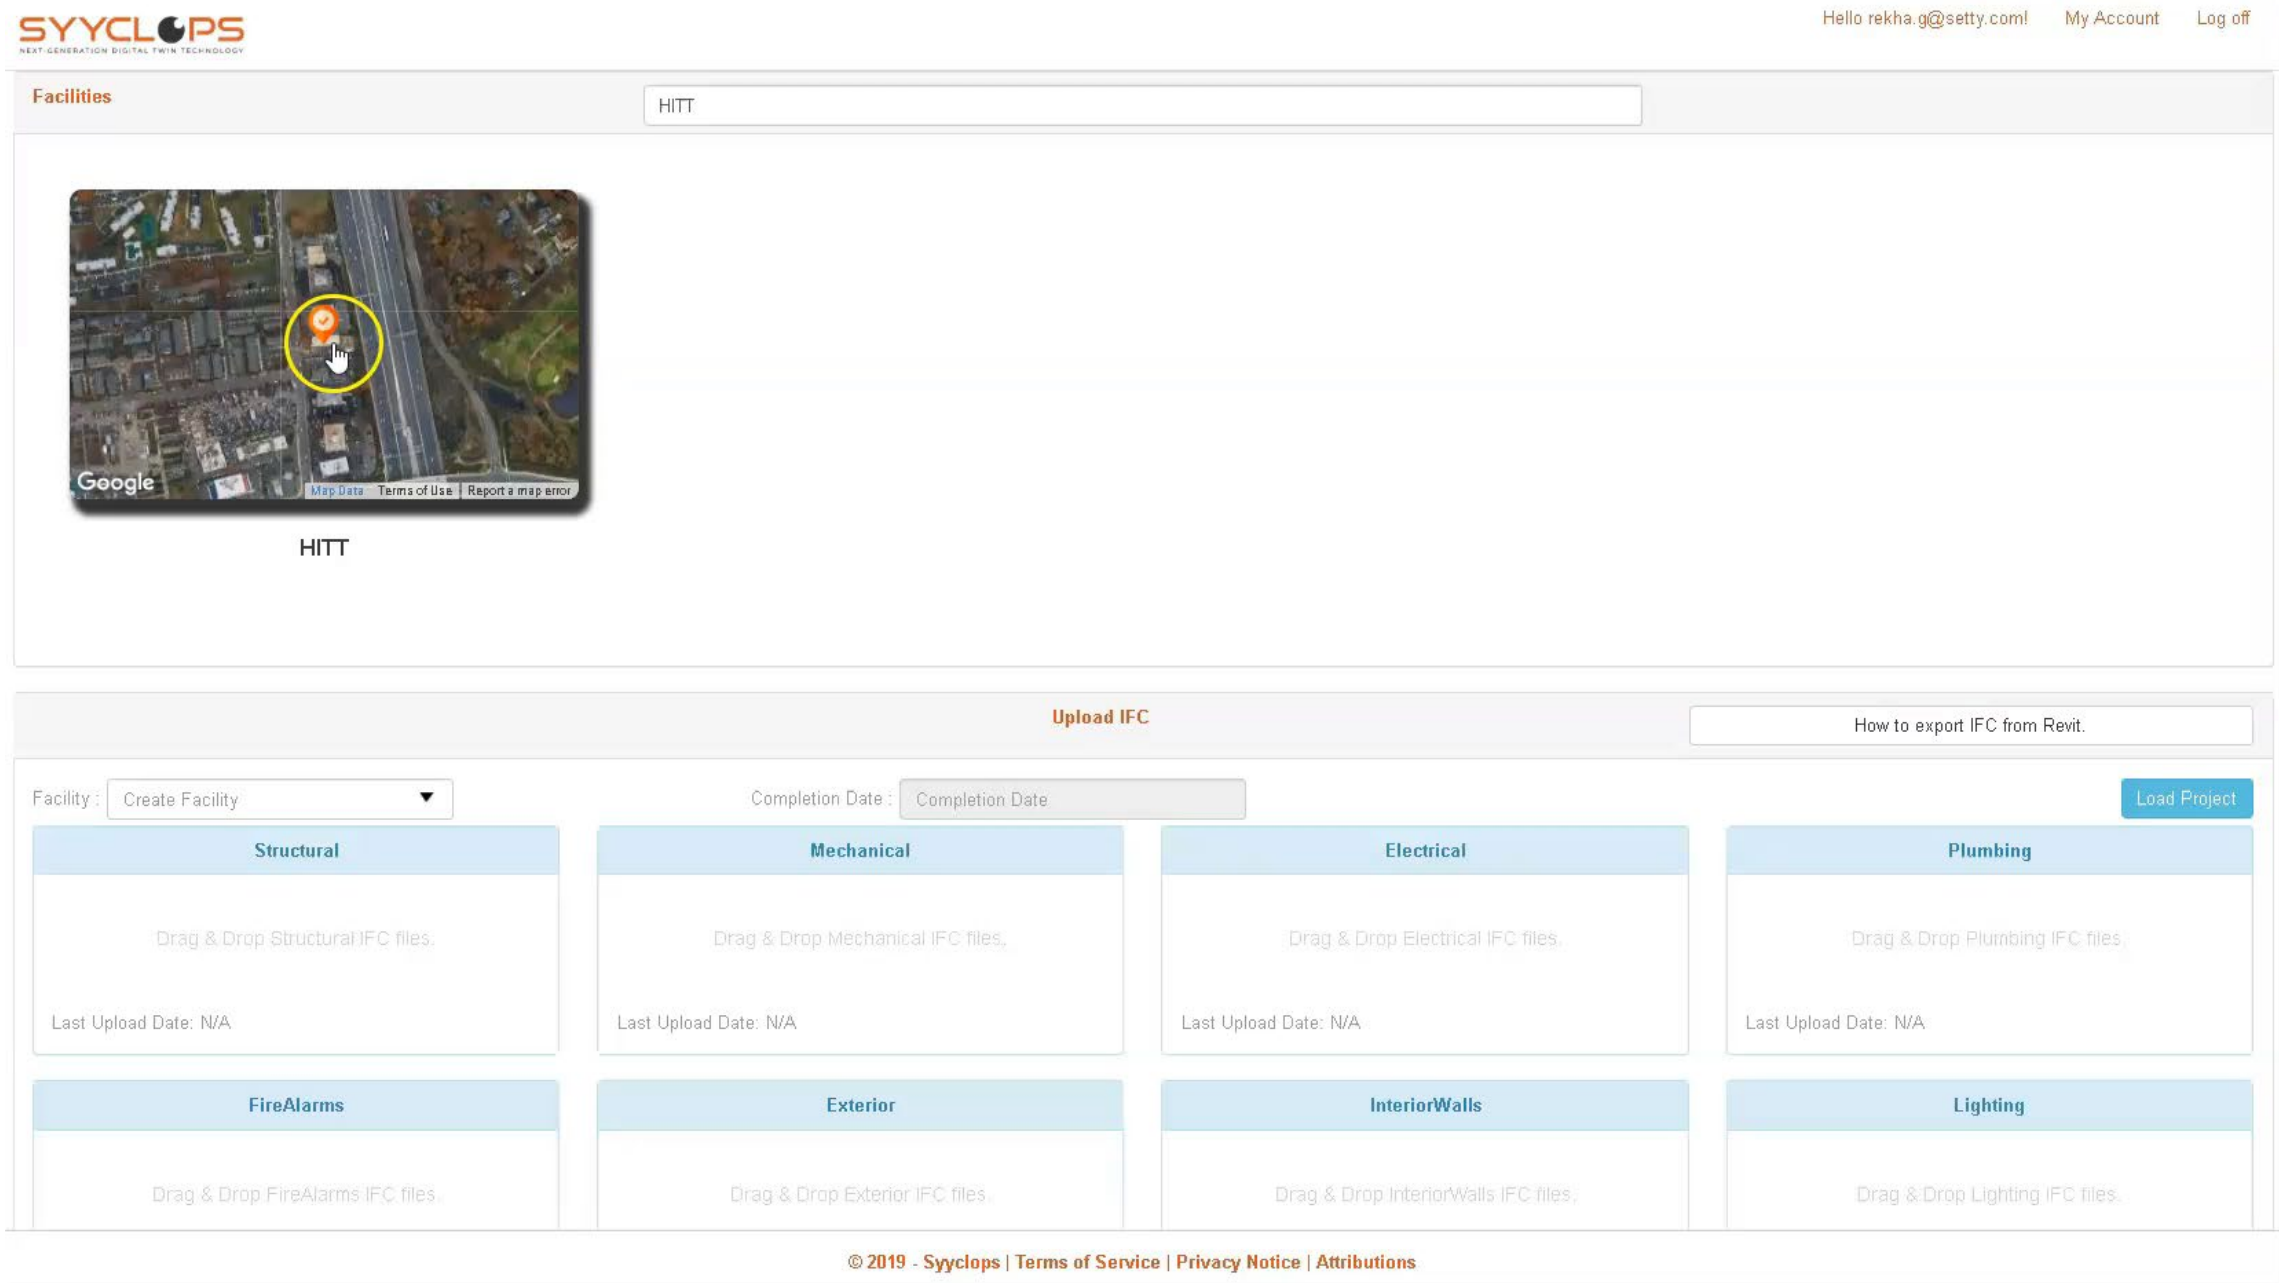 SYYCLOPS
NEXT-GENERATION DIGITAL TWIN TECHNOLOGY
Hello rekha.g@setty.com! My Account Log off
Facilities
HITT
Google
Map Data Terms of Use Report a map error
HITT
Upload IFC
How to export IFC from Revit.
Facility : Create Facility
Completion Date : Completion Date
Load Project
Structural Mechanical Electrical Plumbing
Drag & Drop Structural IFC files. Drag & Drop Mechanical IFC files. Drag & Drop Electrical IFC files. Drag & Drop Plumbing IFC files.
Last Upload Date: N/A Last Upload Date: N/A Last Upload Date: N/A Last Upload Date: N/A
FireAlarms Exterior InteriorWalls Lighting
Drag & Drop FireAlarms IFC files. Drag & Drop Exterior IFC files. Drag & Drop InteriorWalls IFC files. Drag & Drop Lighting IFC files.
© 2019 - Syyclops | Terms of Service | Privacy Notice | Attributions